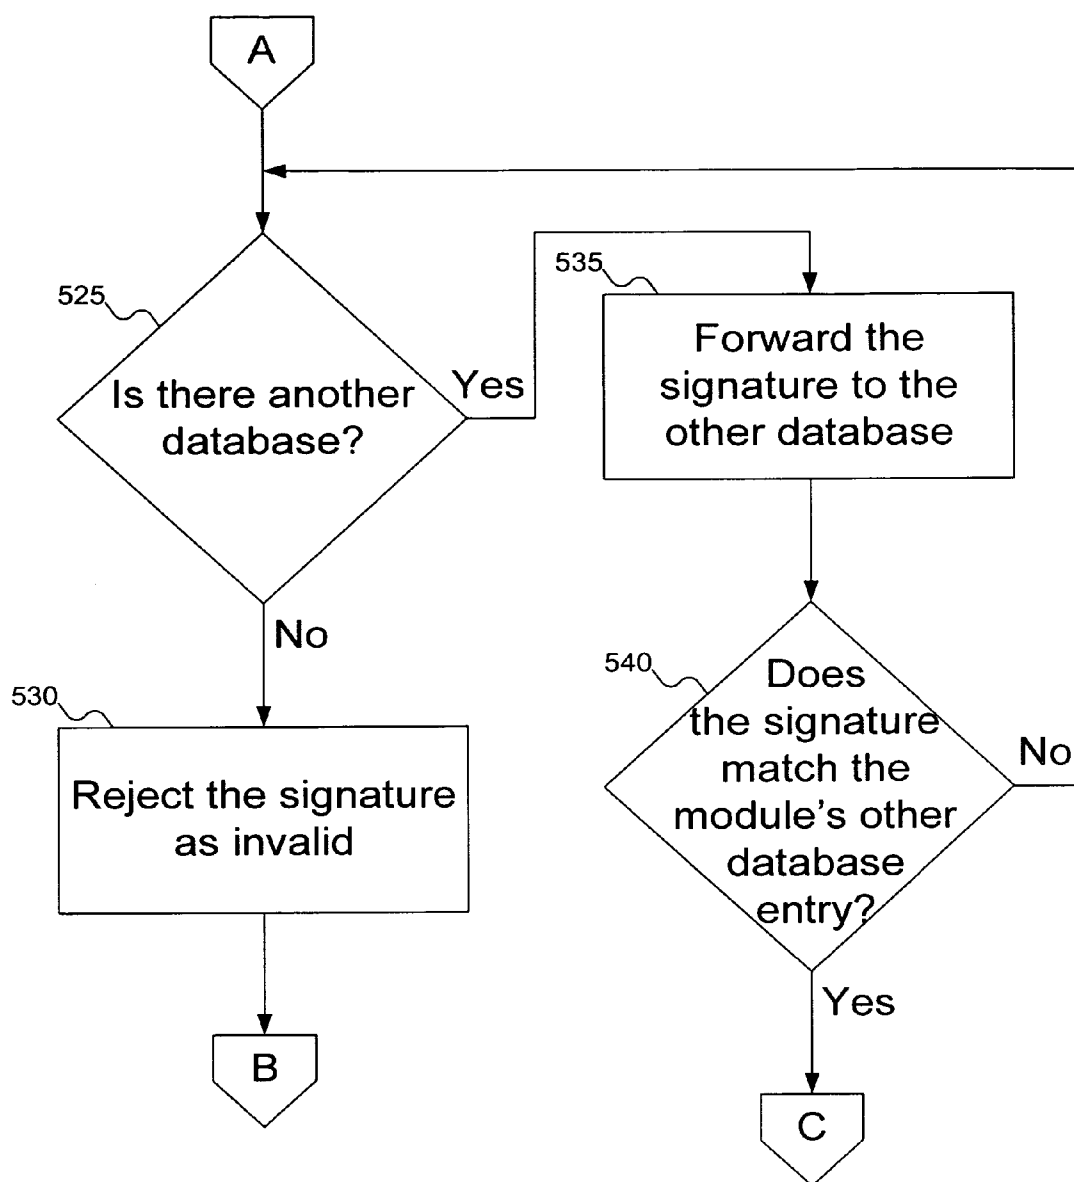 A
525
Is there another
database?
Yes
No
535
Forward the
signature to the
other database
530
Reject the signature
as invalid
B
540
Does
the signature
match the
module's other
database
entry?
No
Yes
C